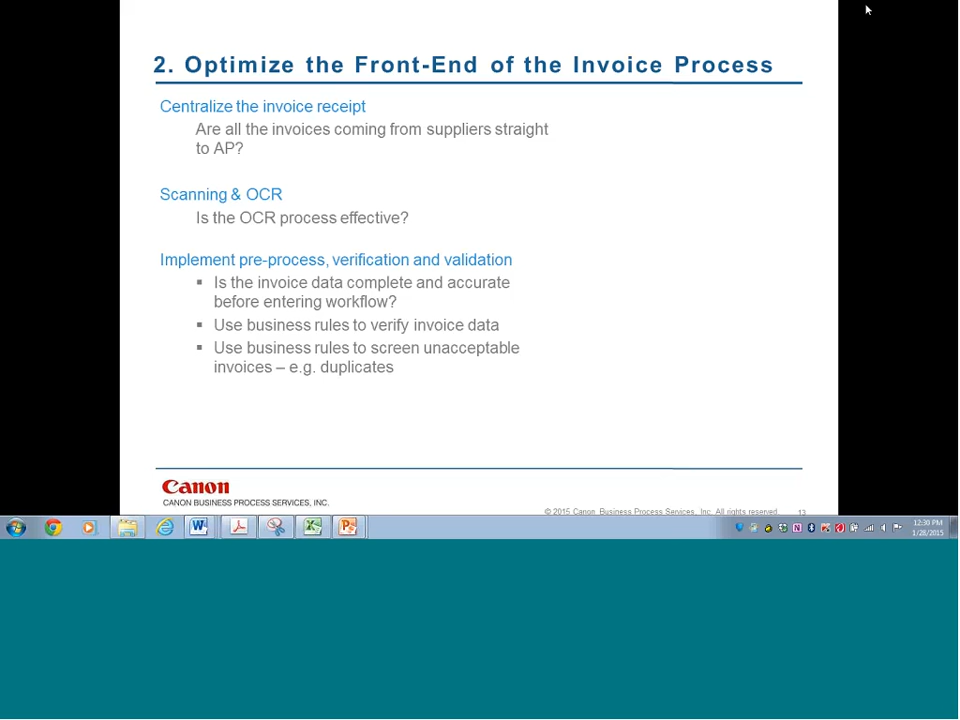 2. Optimize the Front-End of the Invoice Process
Centralize the invoice receipt
Are all the invoices coming from suppliers straight
to AP?
Scanning & OCR
Is the OCR process effective?
Implement pre-process, verification and validation
▪ Is the invoice data complete and accurate
before entering workflow?
▪ Use business rules to verify invoice data
▪ Use business rules to screen unacceptable
invoices – e.g. duplicates
Canon
CANON BUSINESS PROCESS SERVICES, INC.
© 2015 Canon Business Process Services, Inc. All rights reserved. 13
12:30 PM
1/28/2015